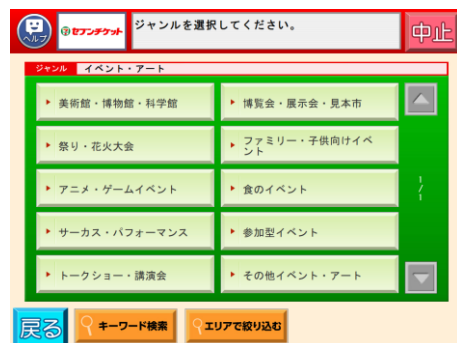 ヘルプ
セブンチケット
ジャンルを選択してください。
中止
ジャンル イベント・アート
美術館・博物館・科学館
博覧会・展示会・見本市
祭り・花火大会
ファミリー・子供向けイベ
ント
アニメ・ゲームイベント
食のイベント
1/1
サーカス・パフォーマンス
参加型イベント
トークショー・講演会
その他イベント・アート
戻る
キーワード検索
エリアで絞り込む